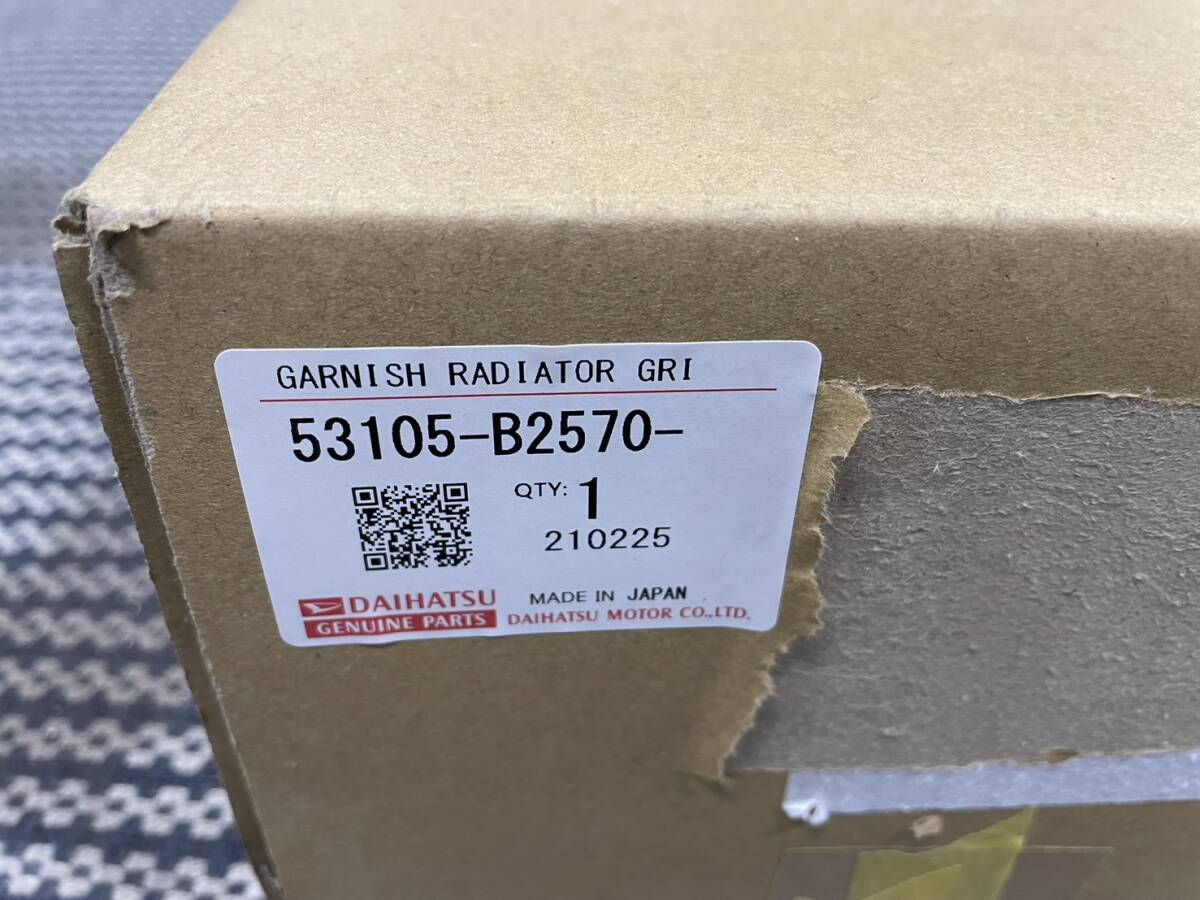 GARNISH RADIATOR GRI
53105-B2570-
QTY: 1
210225
DAIHATSU
GENUINE PARTS
MADE IN JAPAN
DAIHATSU MOTOR CO.,LTD.